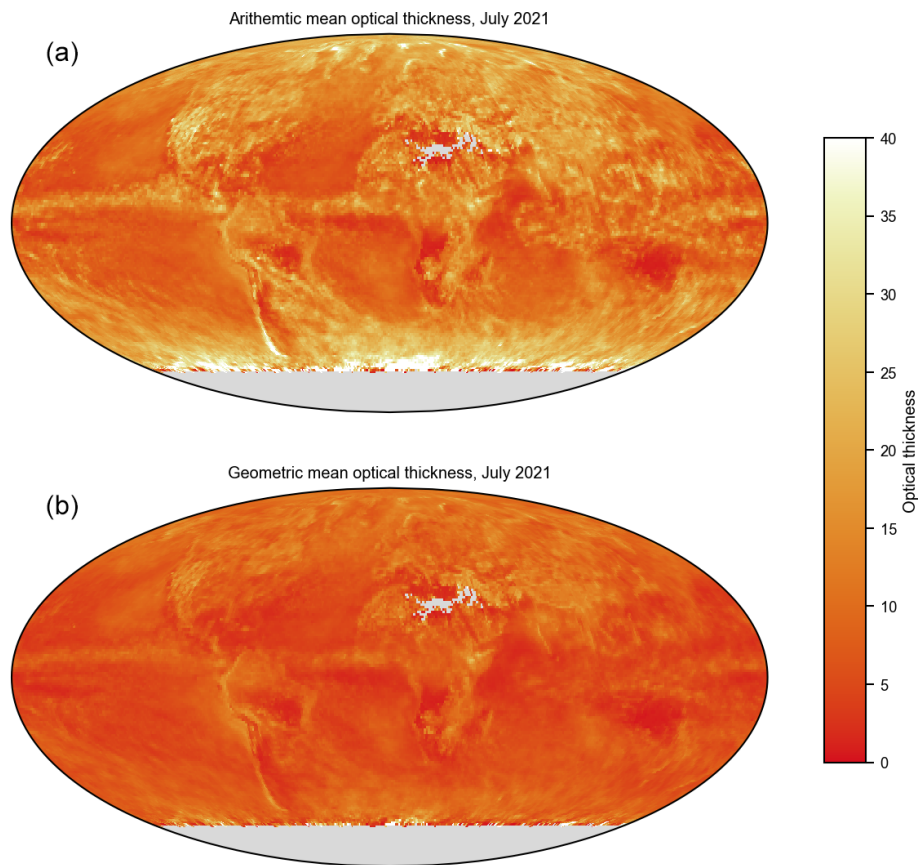 Arithemtic mean optical thickness, July 2021
(a)
40
35
30
25
20
15
10
5
0
Optical thickness
Geometric mean optical thickness, July 2021
(b)